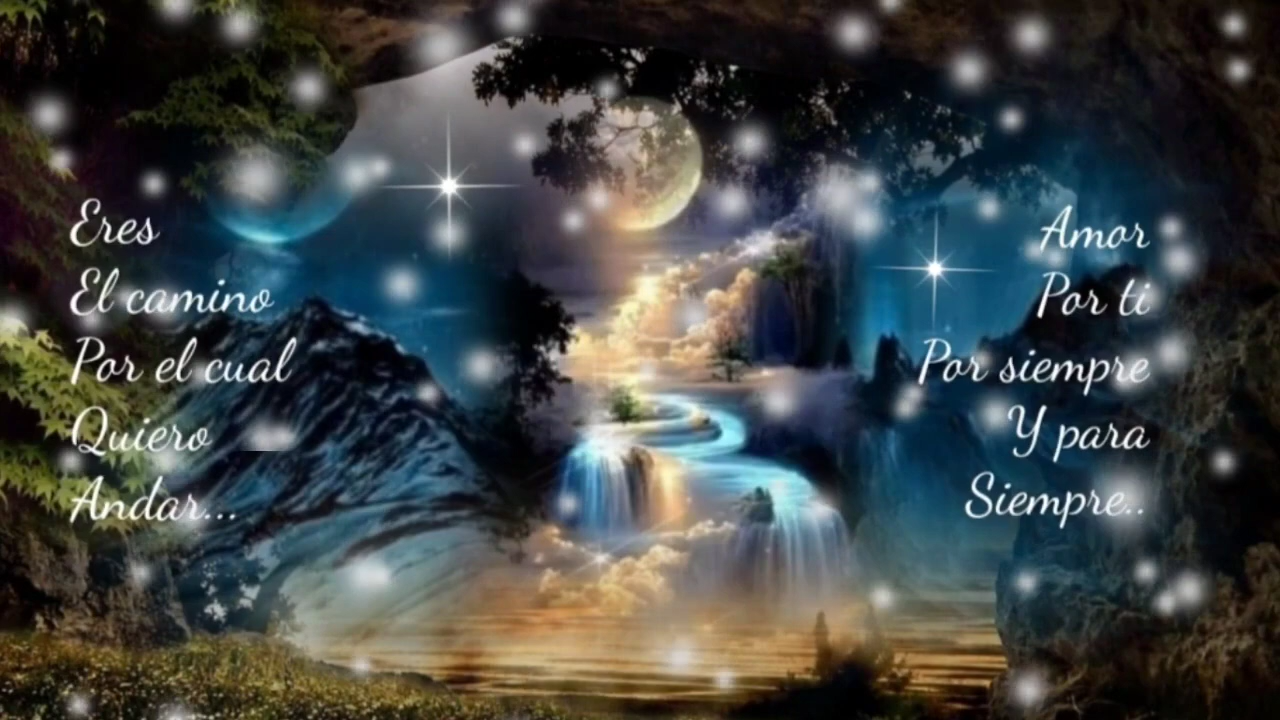 Eres
El camino
Por el cual
Quiero
Andar...
Amor
Por ti
Por siempre
Y para
Siempre..